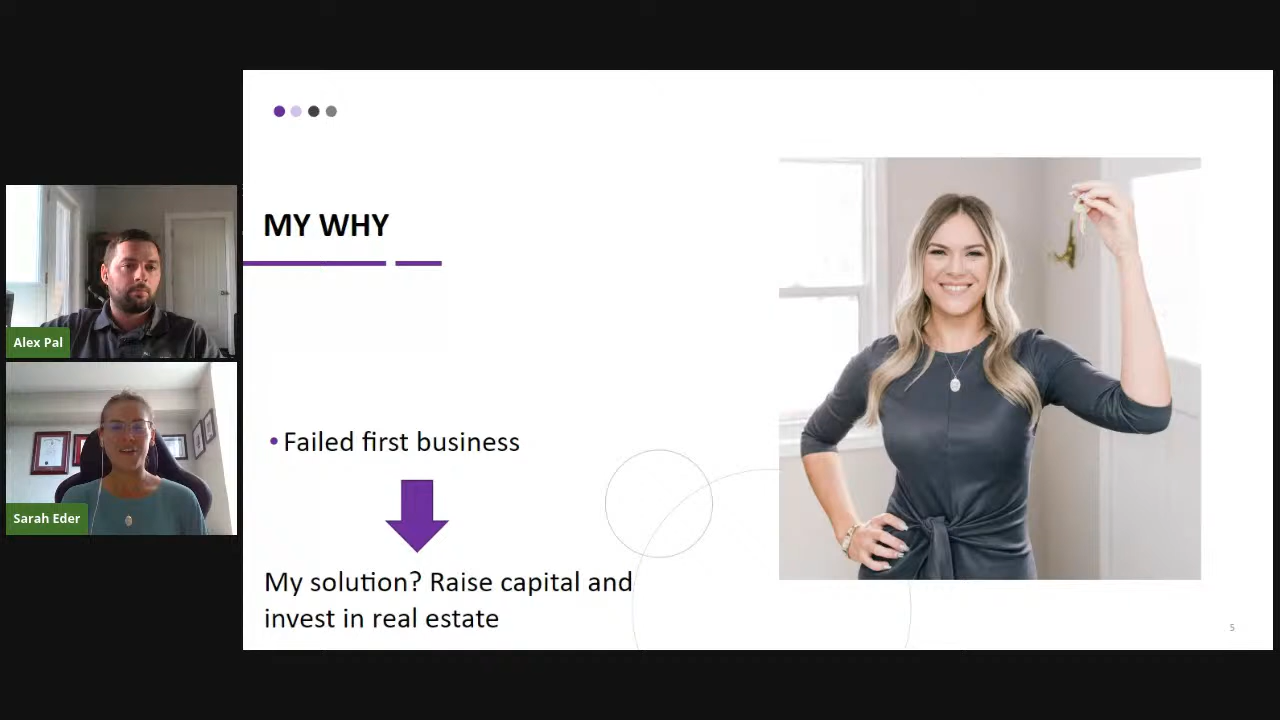 Alex Pal
Sarah Eder
MY WHY
• Failed first business
My solution? Raise capital and
invest in real estate
5